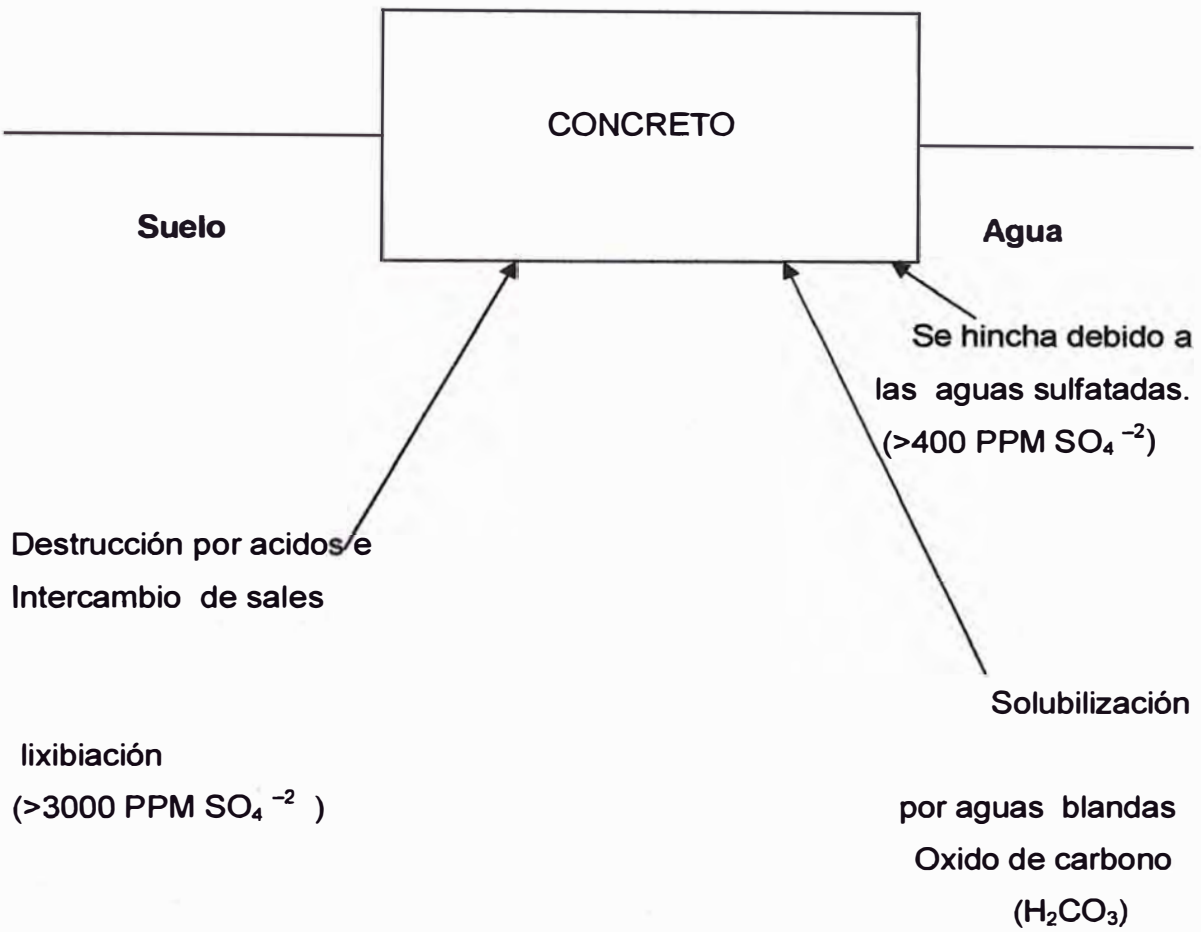 CONCRETO
Suelo
Agua
Se hincha debido a
las aguas sulfatadas.
(>400 PPM SO₄ ⁻²)
Destrucción por acidos e
Intercambio de sales
Solubilización
lixibiación
(>3000 PPM SO₄ ⁻² )
por aguas blandas
Oxido de carbono
(H₂CO₃)